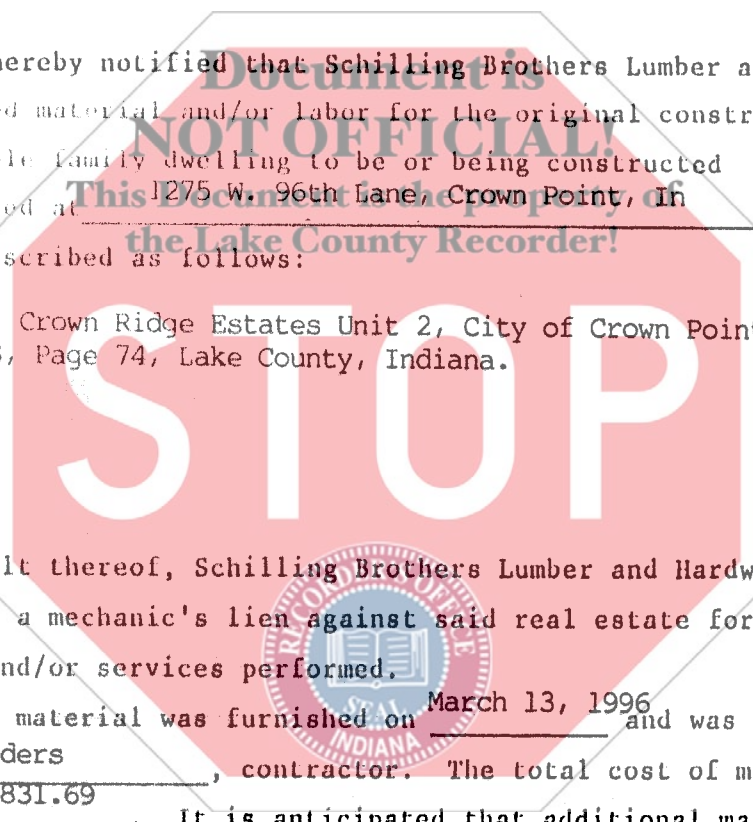 Document is
hereby notified that Schilling Brothers Lumber a
d material and/or labor for the original constr
NOT OFFICIAL!
le family dwelling to be or being constructed
This Document is the property of
1275 W. 96th Lane, Crown Point, In
ed at
the Lake County Recorder!
scribed as follows:
Crown Ridge Estates Unit 2, City of Crown Point
, Page 74, Lake County, Indiana.
STOP
lt thereof, Schilling Brothers Lumber and Hardw
a mechanic's lien against said real estate for
nd/or services performed.
RECORDER'S OFFICE
SEAL
INDIANA
March 13, 1996
material was furnished on and was
ders
, contractor. The total cost of m
831.69
. It is anticipated that additional ma